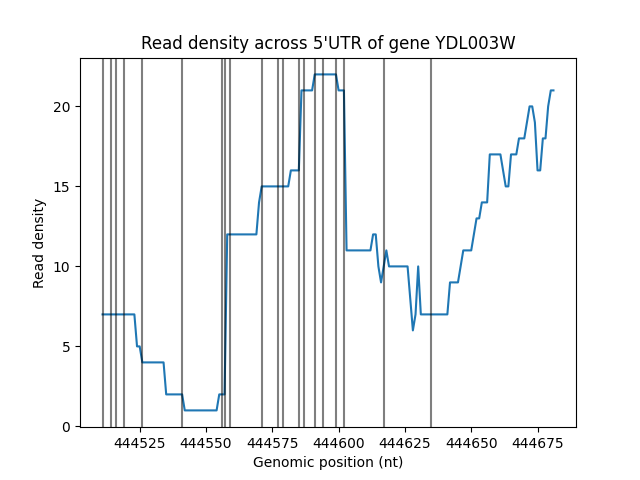 Read density across 5'UTR of gene YDL003W
20
15
10
5
0
Read density
444525 444550 444575 444600 444625 444650 444675
Genomic position (nt)